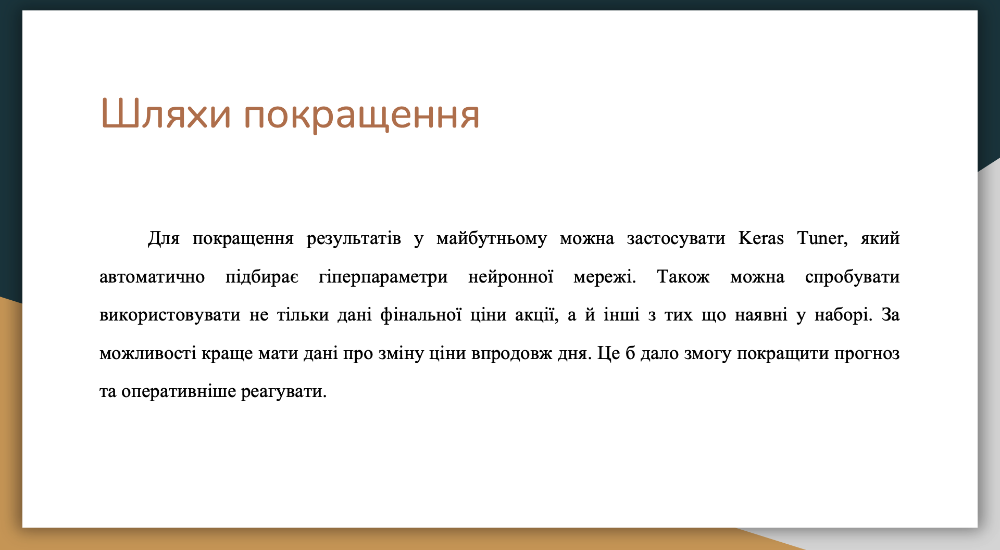 Шляхи покращення
Для покращення результатів у майбутньому можна застосувати Keras Tuner, який
автоматично підбирає гіперпараметри нейронної мережі. Також можна спробувати
використовувати не тільки дані фінальної ціни акції, а й інші з тих що наявні у наборі. За
можливості краще мати дані про зміну ціни впродовж дня. Це б дало змогу покращити прогноз
та оперативніше реагувати.